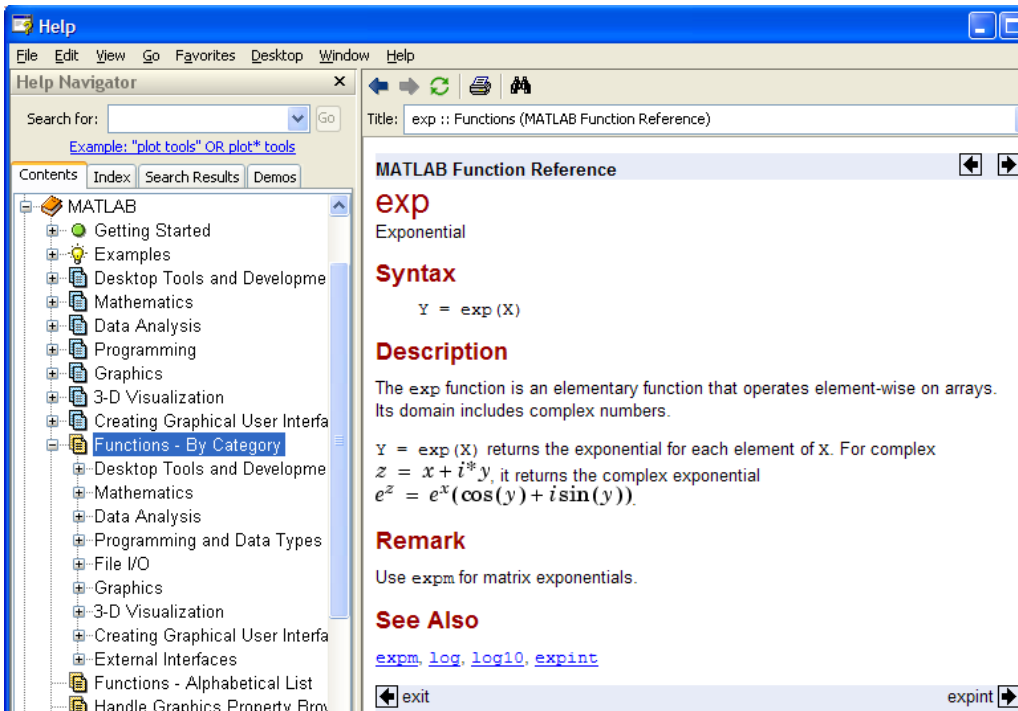 Help
File Edit View Go Favorites Desktop Window Help
Help Navigator
Search for:
Go
Example: "plot tools" OR plot* tools
Contents Index Search Results Demos
MATLAB
Getting Started
Examples
Desktop Tools and Developme
Mathematics
Data Analysis
Programming
Graphics
3-D Visualization
Creating Graphical User Interfa
Functions - By Category
Desktop Tools and Developme
Mathematics
Data Analysis
Programming and Data Types
File I/O
Graphics
3-D Visualization
Creating Graphical User Interfa
External Interfaces
Functions - Alphabetical List
Handle Graphics Property Brow
Title: exp :: Functions (MATLAB Function Reference)
MATLAB Function Reference
exp
Exponential
Syntax
Y = exp(X)
Description
The exp function is an elementary function that operates element-wise on arrays.
Its domain includes complex numbers.
Y = exp(X) returns the exponential for each element of X. For complex
z = x + i*y, it returns the complex exponential
e^z = e^x(cos(y) + i sin(y)).
Remark
Use expm for matrix exponentials.
See Also
expm, log, log10, expint
exit expint